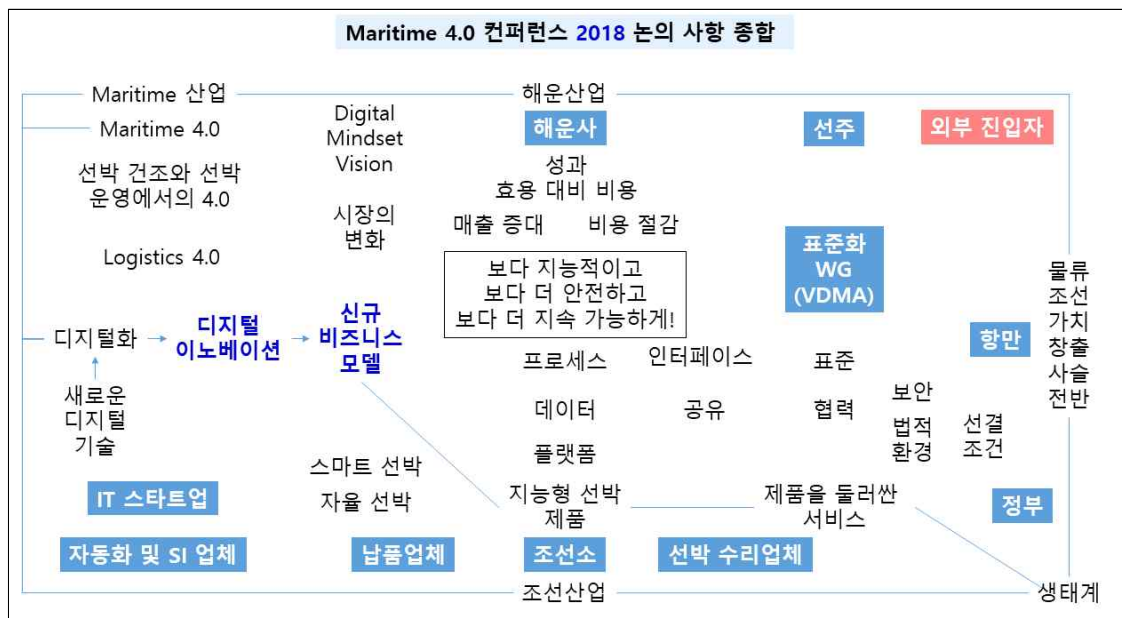 Maritime 4.0 컨퍼런스 2018 논의 사항 종합
Maritime 산업
해운산업
Maritime 4.0
Digital
Mindset
Vision
해운사
선주
외부 진입자
선박 건조와 선박
운영에서의 4.0
성과
효용 대비 비용
시장의
변화
매출 증대
비용 절감
Logistics 4.0
보다 지능적이고
보다 더 안전하고
보다 더 지속 가능하게!
표준화
WG
(VDMA)
물류
조선
가치
창출
사슬
전반
디지털화
디지털
이노베이션
신규
비즈니스
모델
항만
프로세스
인터페이스
표준
새로운
디지털
기술
데이터
공유
협력
보안
법적
환경
선결
조건
플랫폼
스마트 선박
자율 선박
지능형 선박
제품
제품을 둘러싼
서비스
IT 스타트업
정부
자동화 및 SI 업체
납품업체
조선소
선박 수리업체
조선산업
생태계